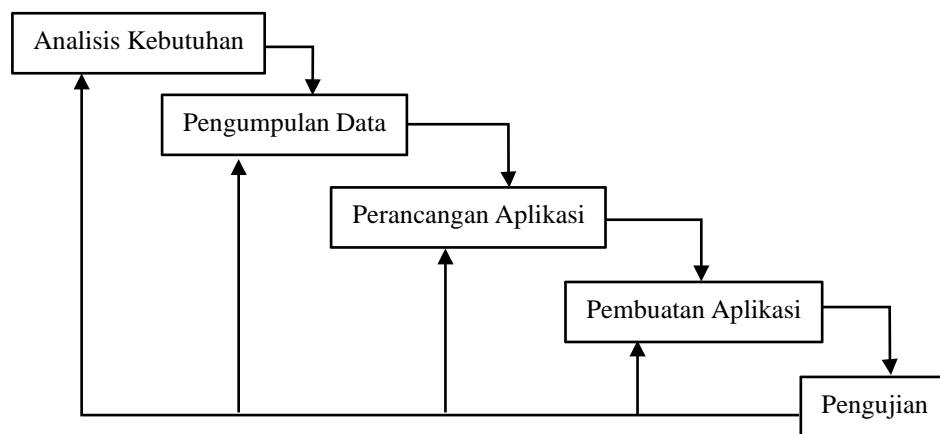 Analisis Kebutuhan
Pengumpulan Data
Perancangan Aplikasi
Pembuatan Aplikasi
Pengujian